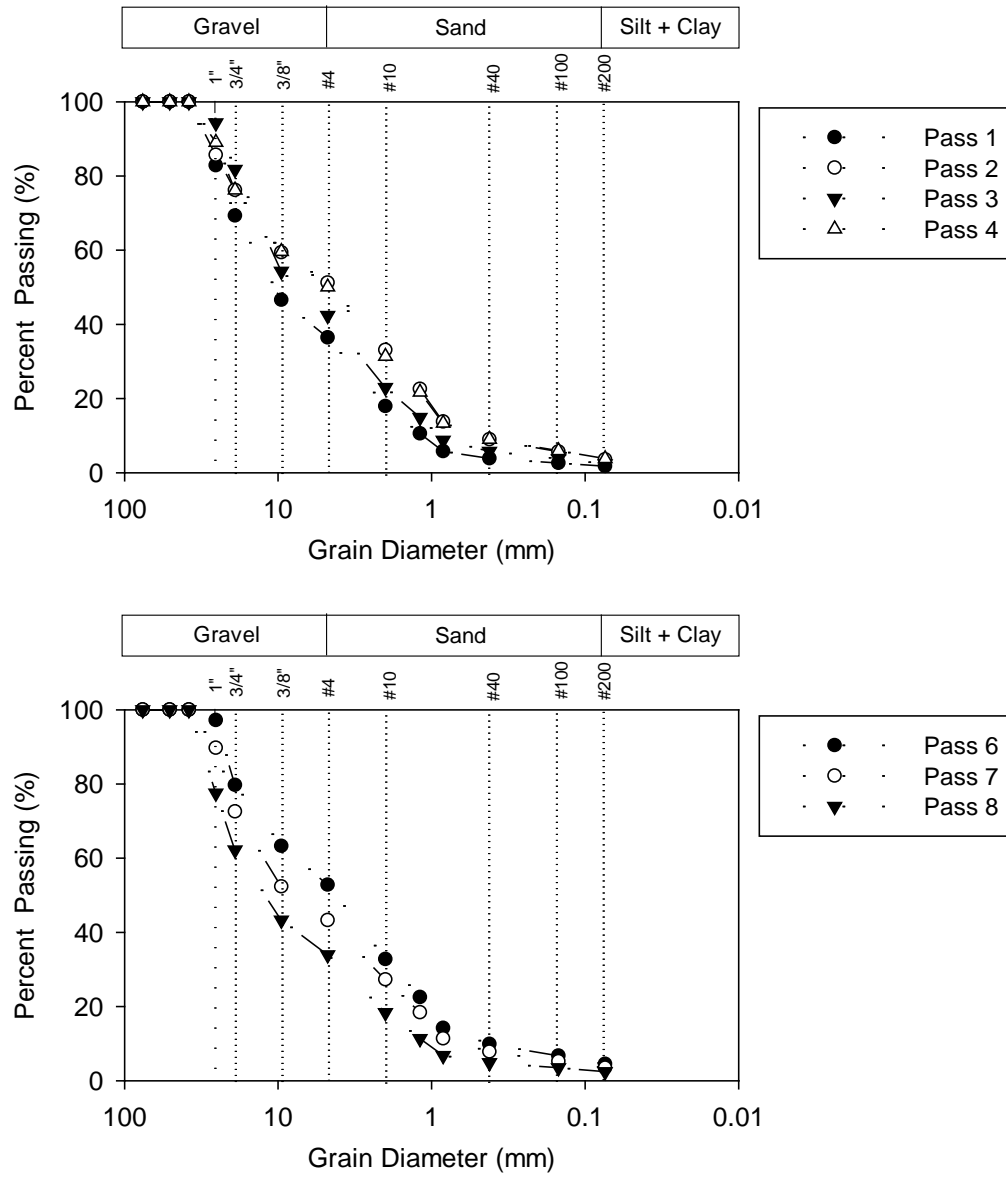 Gravel Sand Silt + Clay
1" 3/4" 3/8" #4 #10 #40 #100 #200
100
80
60
40
20
0
Percent Passing (%)
100 10 1 0.1 0.01
Grain Diameter (mm)
Pass 1
Pass 2
Pass 3
Pass 4
Gravel Sand Silt + Clay
1" 3/4" 3/8" #4 #10 #40 #100 #200
100
80
60
40
20
0
Percent Passing (%)
100 10 1 0.1 0.01
Grain Diameter (mm)
Pass 6
Pass 7
Pass 8